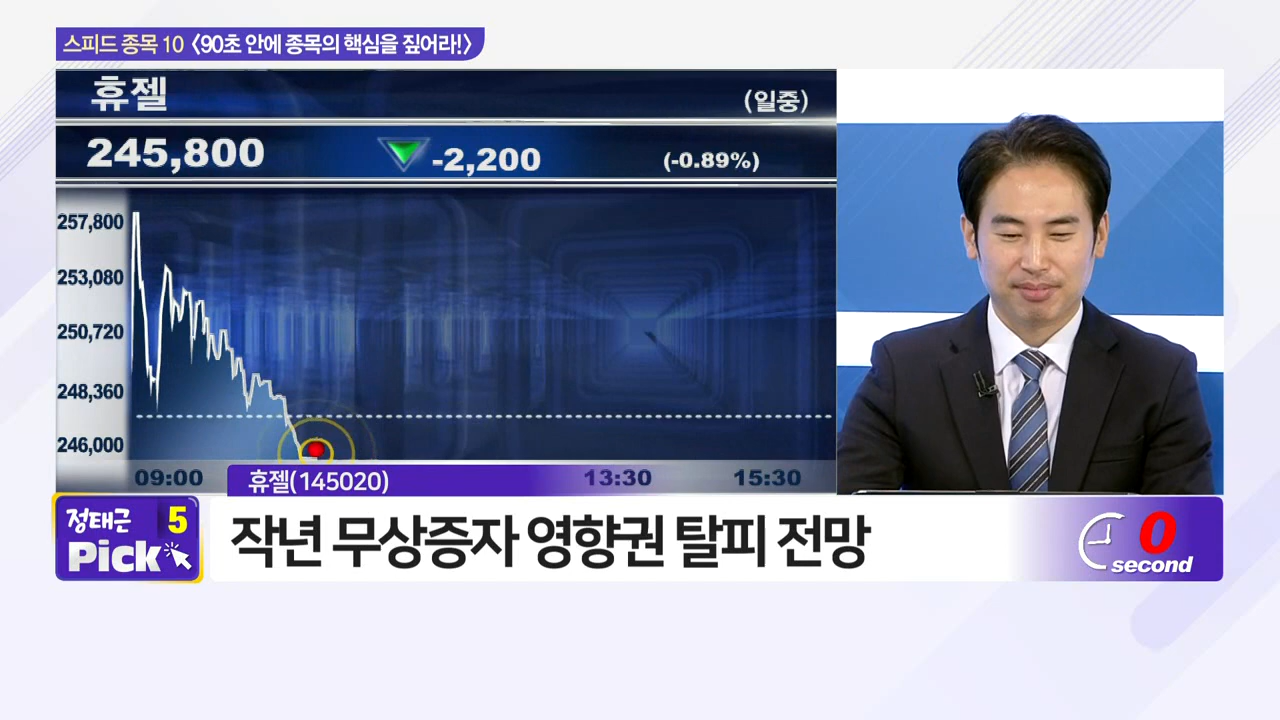 스피드 종목 10 〈90초 안에 종목의 핵심을 짚어라!〉
휴젤
(일중)
245,800
-2,200
(-0.89%)
257,800
253,080
250,720
248,360
246,000
09:00
13:30
15:30
휴젤(145020)
정태근 5
Pick
작년 무상증자 영향권 탈피 전망
0
second